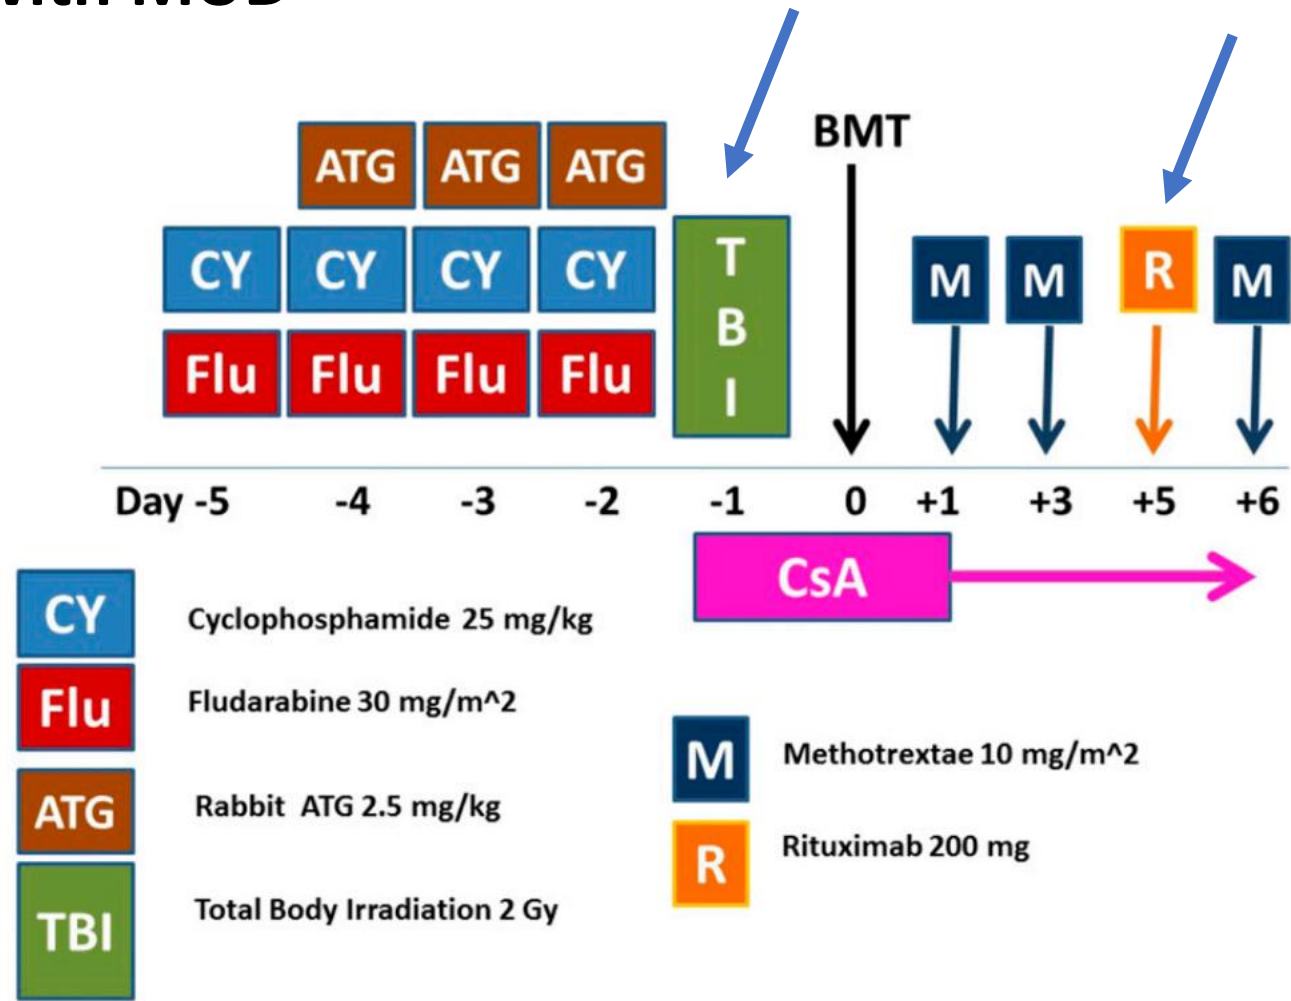 with MUD
BMT
ATG ATG ATG
CY CY CY CY
Flu Flu Flu Flu
T
B
I
M M R M
Day -5 -4 -3 -2 -1 0 +1 +3 +5 +6
CsA
CY Cyclophosphamide 25 mg/kg
Flu Fludarabine 30 mg/m^2
ATG Rabbit ATG 2.5 mg/kg
TBI Total Body Irradiation 2 Gy
M Methotrextae 10 mg/m^2
R Rituximab 200 mg